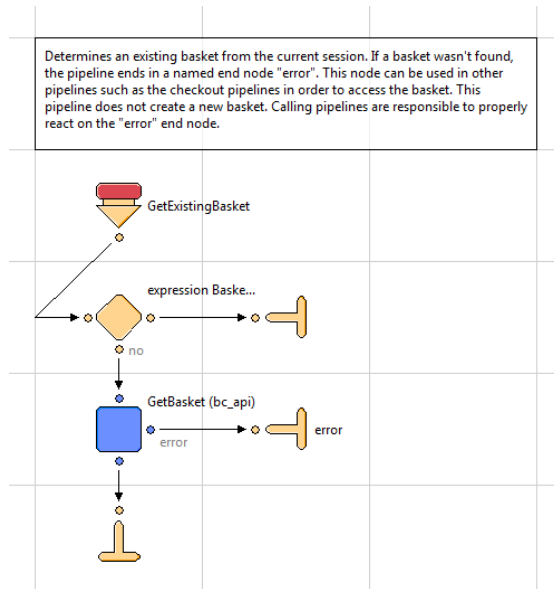 Determines an existing basket from the current session. If a basket wasn't found,
the pipeline ends in a named end node "error". This node can be used in other
pipelines such as the checkout pipelines in order to access the basket. This
pipeline does not create a new basket. Calling pipelines are responsible to properly
react on the "error" end node.
GetExistingBasket
expression Baske...
no
GetBasket (bc_api)
error
error